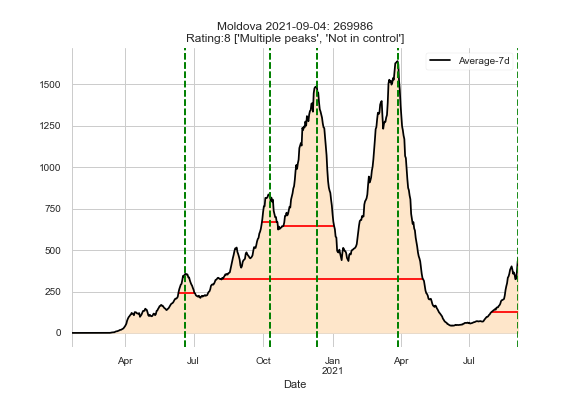 Moldova 2021-09-04: 269986
Rating:8 ['Multiple peaks', 'Not in control']
Average-7d
1500
1250
1000
750
500
250
0
Apr
Jul
Oct
Jan
2021
Apr
Jul
Date